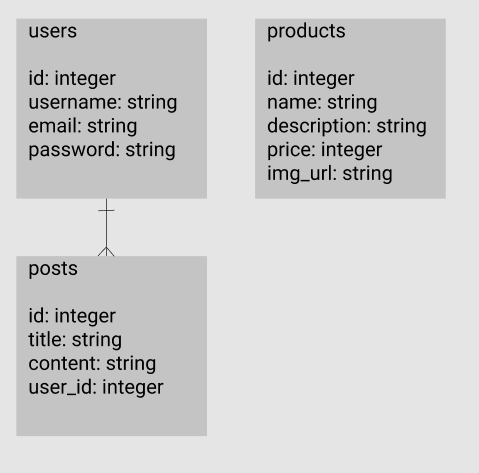 users
id: integer
username: string
email: string
password: string
products
id: integer
name: string
description: string
price: integer
img_url: string
posts
id: integer
title: string
content: string
user_id: integer